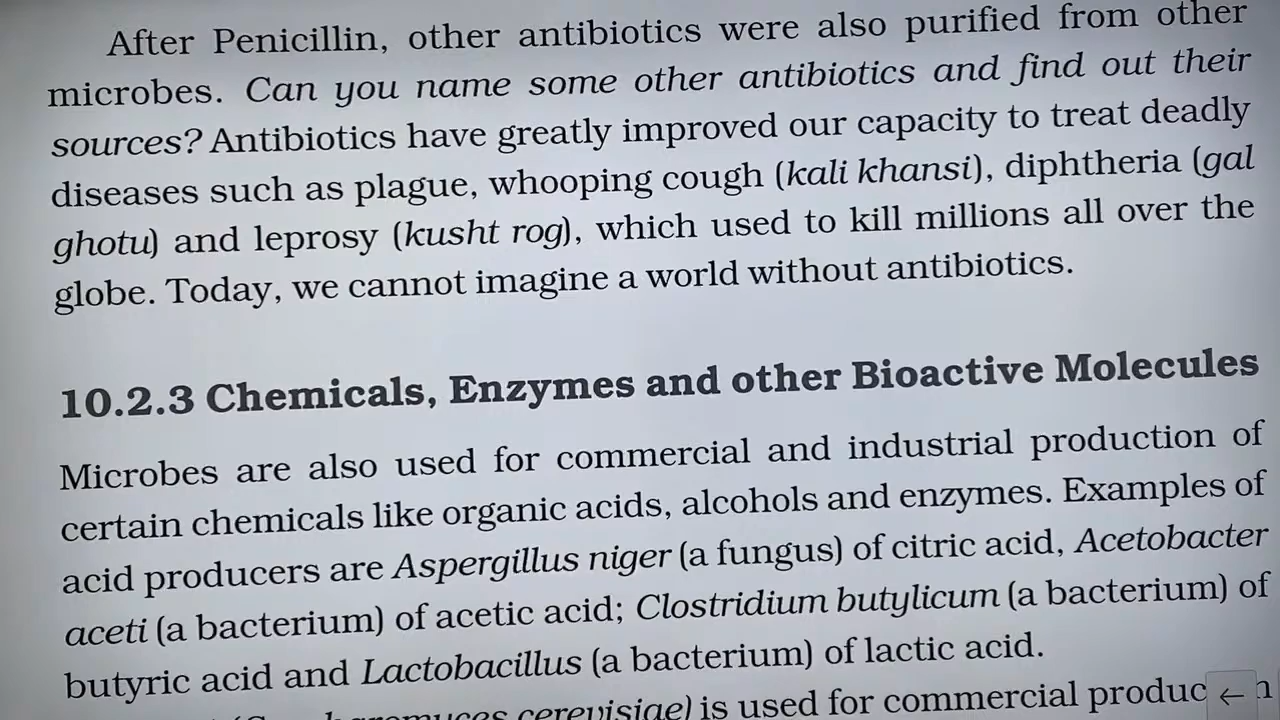 After Penicillin, other antibiotics were also purified from other
microbes. Can you name some other antibiotics and find out their
sources? Antibiotics have greatly improved our capacity to treat deadly
diseases such as plague, whooping cough (kali khansi), diphtheria (gal
ghotu) and leprosy (kusht rog), which used to kill millions all over the
globe. Today, we cannot imagine a world without antibiotics.
10.2.3 Chemicals, Enzymes and other Bioactive Molecules
Microbes are also used for commercial and industrial production of
certain chemicals like organic acids, alcohols and enzymes. Examples of
acid producers are Aspergillus niger (a fungus) of citric acid, Acetobacter
aceti (a bacterium) of acetic acid; Clostridium butylicum (a bacterium) of
butyric acid and Lactobacillus (a bacterium) of lactic acid.
cerevisiae) is used for commercial